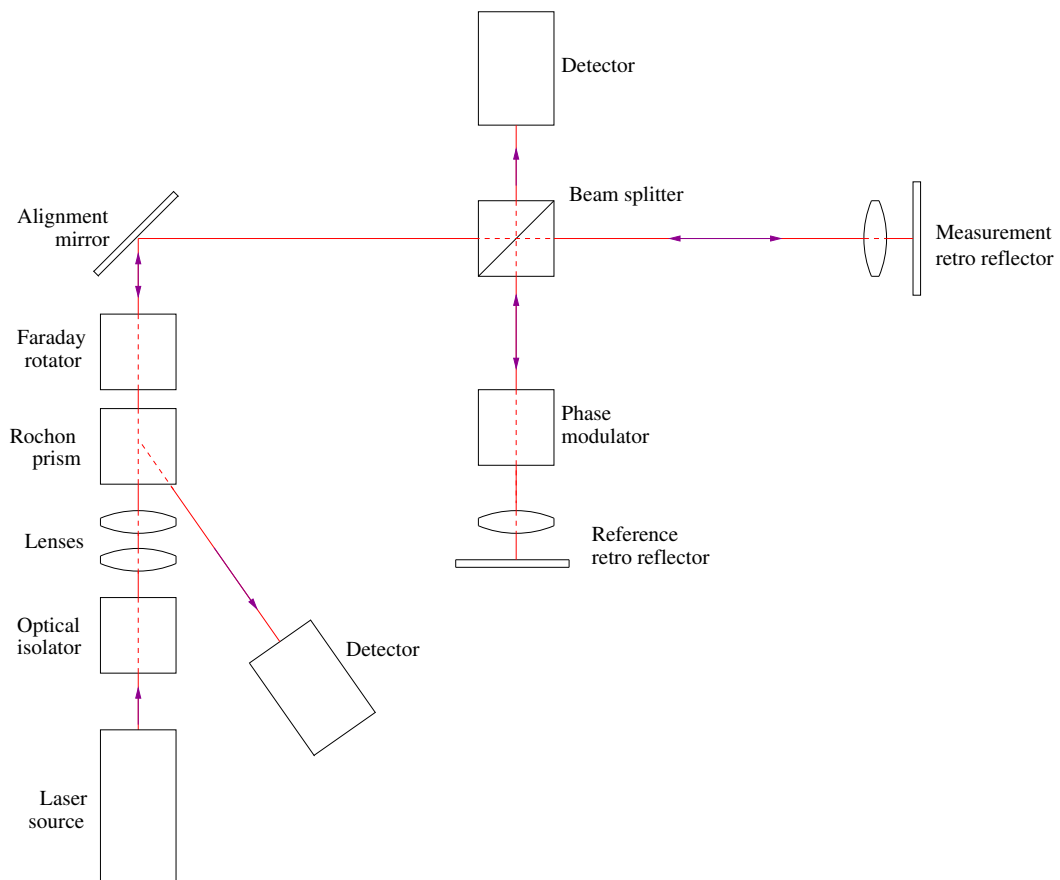 Detector
Beam splitter
Alignment
mirror
Measurement
retro reflector
Faraday
rotator
Phase
modulator
Rochon
prism
Lenses
Reference
retro reflector
Optical
isolator
Detector
Laser
source